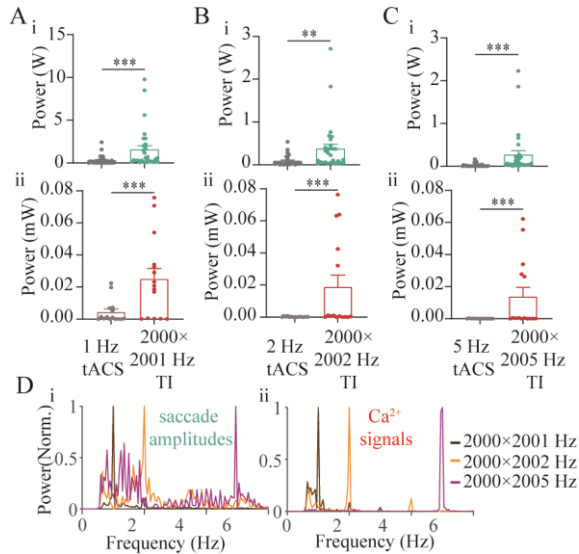 A
B
C
i
i
i
Power (W)
15
10
5
0
***
Power (W)
3
2
1
0
**
Power (W)
3
2
1
0
***
ii
ii
ii
Power (mW)
0.08
0.06
0.04
0.02
0.00
***
0.08
0.06
0.04
0.02
0.00
***
0.08
0.06
0.04
0.02
0.00
***
1 Hz
tACS
2000×
2001 Hz
TI
2 Hz
tACS
2000×
2002 Hz
TI
5 Hz
tACS
2000×
2005 Hz
TI
D
i
Power(Norm.)
1
0.5
0
saccade
amplitudes
0 2 4 6
Frequency (Hz)
ii
1
0.5
0
Ca²⁺
signals
0 2 4 6
Frequency (Hz)
2000×2001 Hz
2000×2002 Hz
2000×2005 Hz